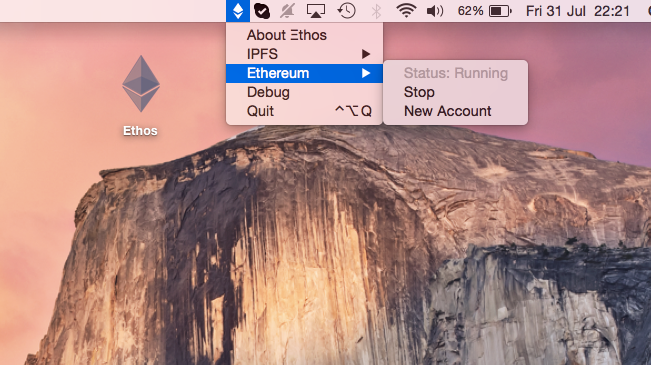 62% Fri 31 Jul 22:21
About Ξthos
IPFS
Ethereum
Debug
Quit ^⌥Q
Status: Running
Stop
New Account
Ethos